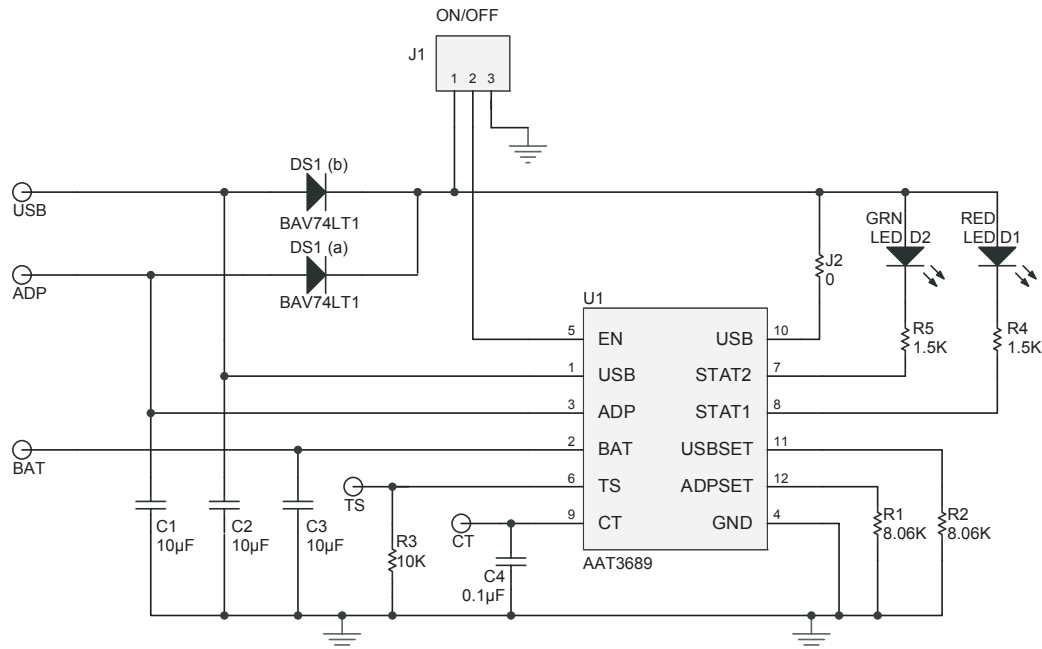 ON/OFF
J1
1 2 3
DS1 (b)
USB
BAV74LT1
GRN
LED D2
RED
LED D1
DS1 (a)
ADP
BAV74LT1
J2
0
U1
R5
1.5K
R4
1.5K
5 EN USB 10
1 USB STAT2 7
3 ADP STAT1 8
2 BAT USBSET 11
BAT
6 TS ADPSET 12
TS
9 CT GND 4
CT
C1
10µF
C2
10µF
C3
10µF
R3
10K
C4
0.1µF
R1
8.06K
R2
8.06K
AAT3689